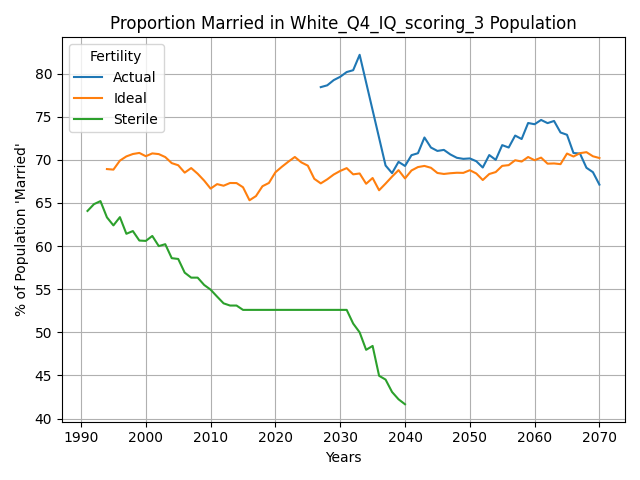 Proportion Married in White_Q4_IQ_scoring_3 Population
Fertility
Actual
Ideal
Sterile
% of Population 'Married'
80
75
70
65
60
55
50
45
40
1990
2000
2010
2020
2030
2040
2050
2060
2070
Years